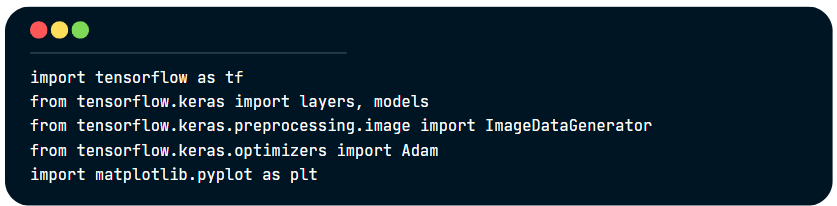 import tensorflow as tf
from tensorflow.keras import layers, models
from tensorflow.keras.preprocessing.image import ImageDataGenerator
from tensorflow.keras.optimizers import Adam
import matplotlib.pyplot as plt